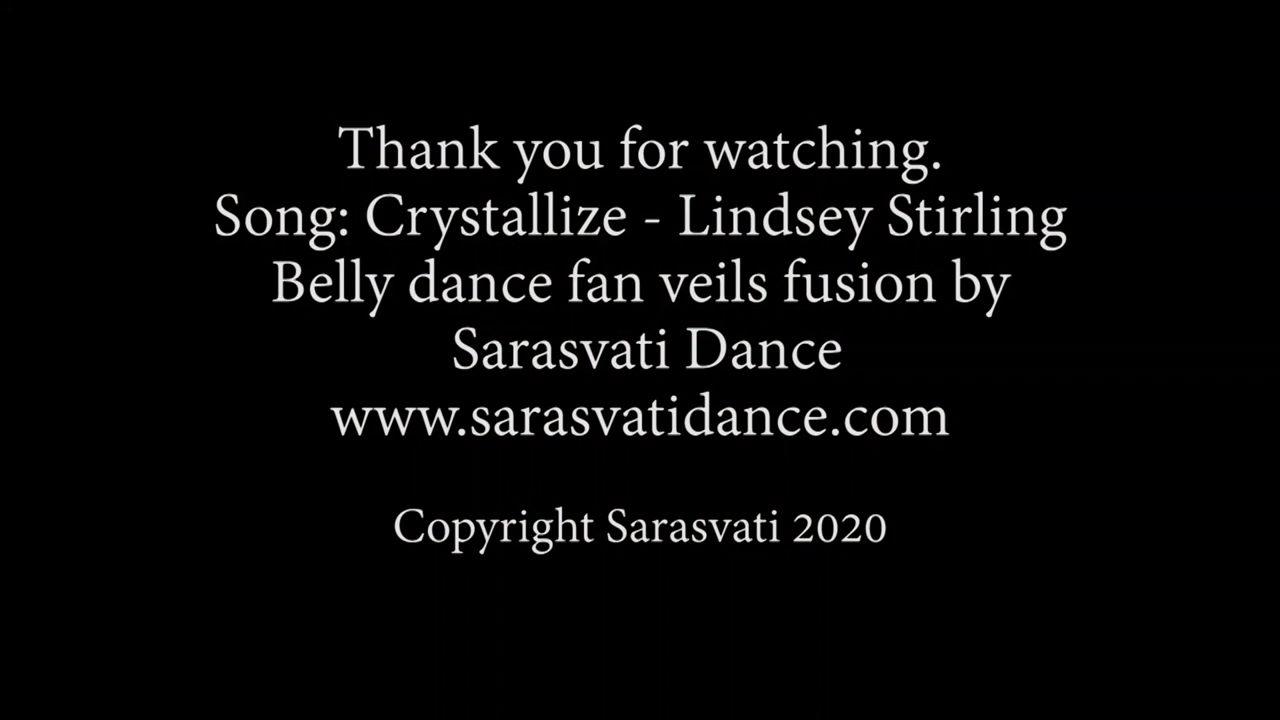 Thank you for watching.
Song: Crystallize - Lindsey Stirling
Belly dance fan veils fusion by
Sarasvati Dance
www.sarasvatidance.com
Copyright Sarasvati 2020